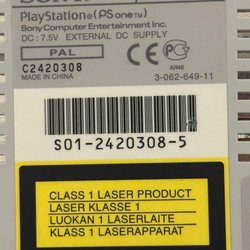 PlayStation® (PS one™)
Sony Computer Entertainment Inc.
DC : 7.5V EXTERNAL DC SUPPLY
PAL
C2420308
MADE IN CHINA
3-062-649-11
S01-2420308-5
CLASS 1 LASER PRODUCT
LASER KLASSE 1
LUOKAN 1 LASERLAITE
KLASS 1 LASERAPPARAT